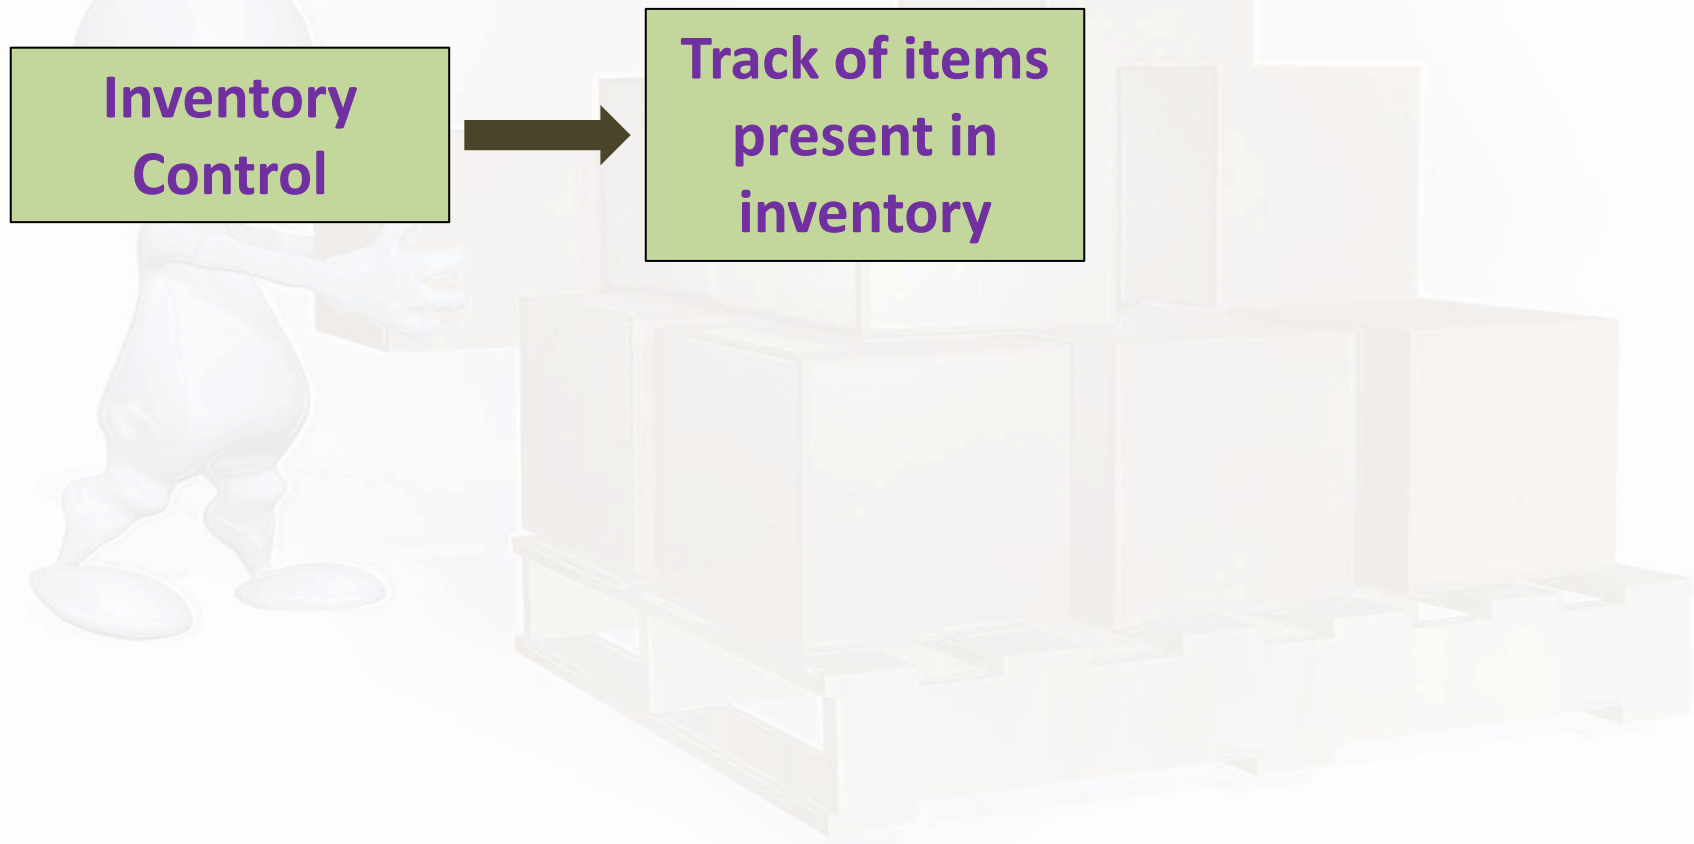 Inventory
Control
Track of items
present in
inventory